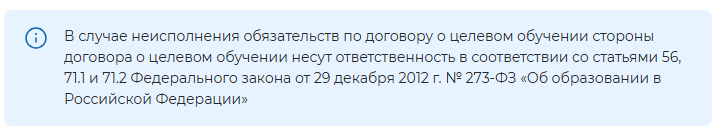 В случае неисполнения обязательств по договору о целевом обучении стороны
договора о целевом обучении несут ответственность в соответствии со статьями 56,
71.1 и 71.2 Федерального закона от 29 декабря 2012 г. № 273-ФЗ «Об образовании в
Российской Федерации»